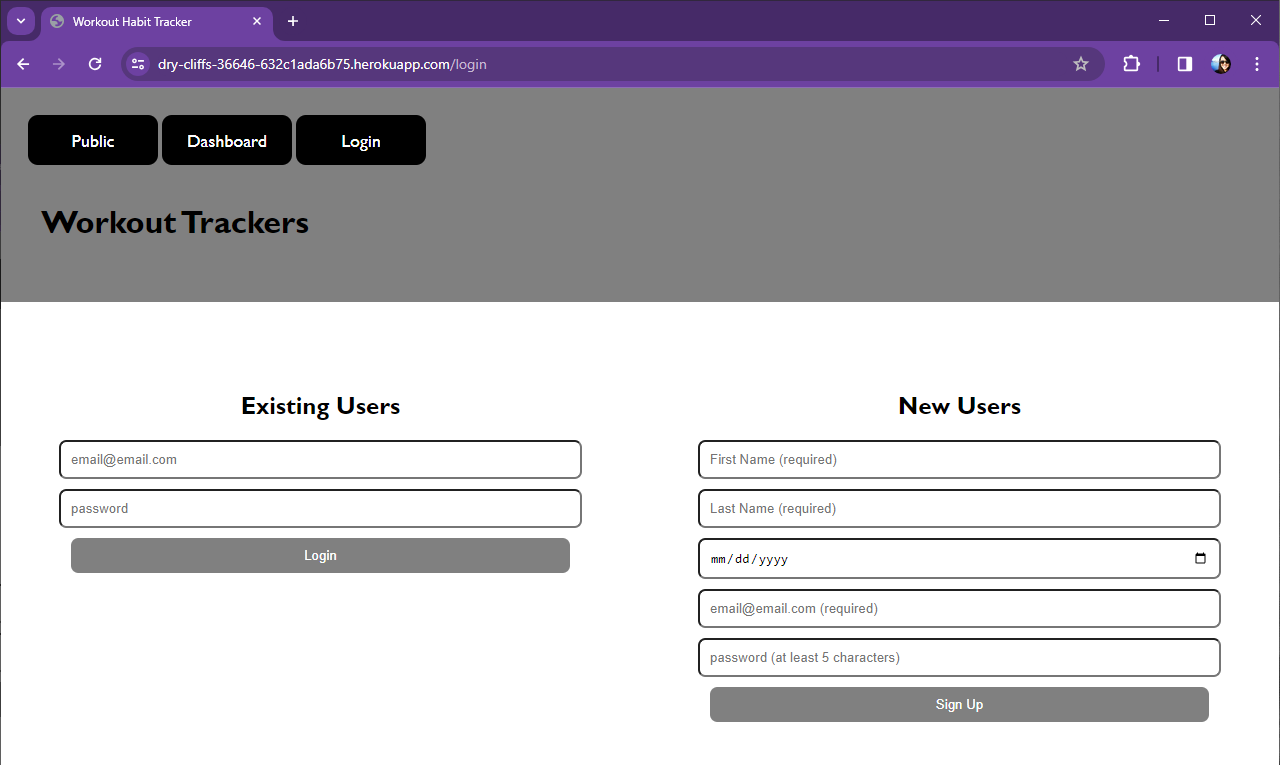 Workout Habit Tracker
dry-cliffs-36646-632c1ada6b75.herokuapp.com/login
Public Dashboard Login
Workout Trackers
Existing Users
email@email.com
password
Login
New Users
First Name (required)
Last Name (required)
mm/dd/yyyy
email@email.com (required)
password (at least 5 characters)
Sign Up